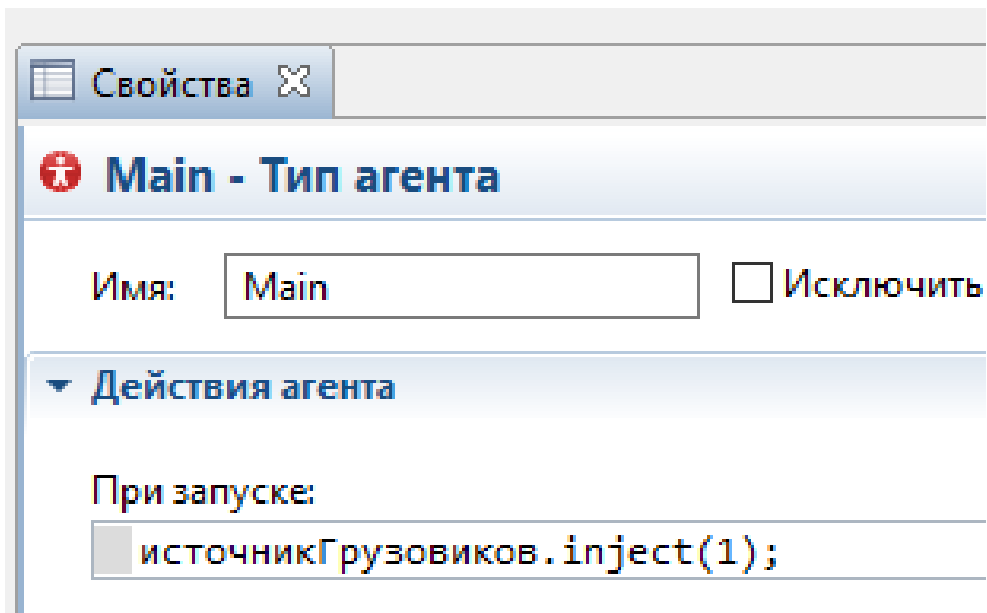 Свойства
Main - Тип агента
Имя: Main Исключить
Действия агента
При запуске:
источникГрузовиков.inject(1);